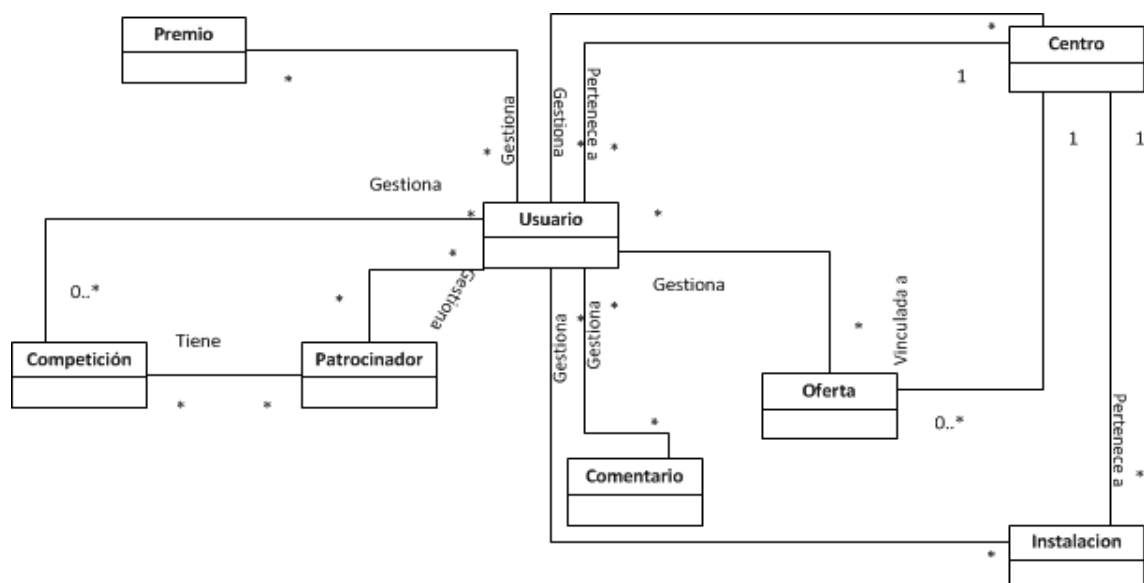 Premio
*
Gestiona
*
Gestiona
*
Pertenece a
*
Centro
*
1
1
1
Gestiona
*
Usuario
*
*
Gestiona
*
Gestiona
*
Vinculada a
0..*
*
Competición
Tiene
*
*
Patrocinador
Gestiona
*
Gestiona
*
*
Comentario
Oferta
0..*
Pertenece a
*
*
Instalacion